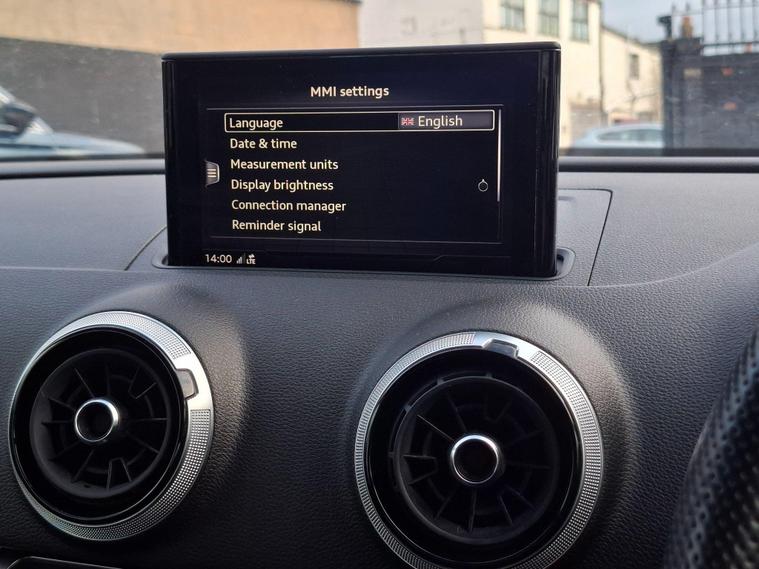 MMI settings
Language English
Date & time
Measurement units
Display brightness
Connection manager
Reminder signal
14:00 LTE